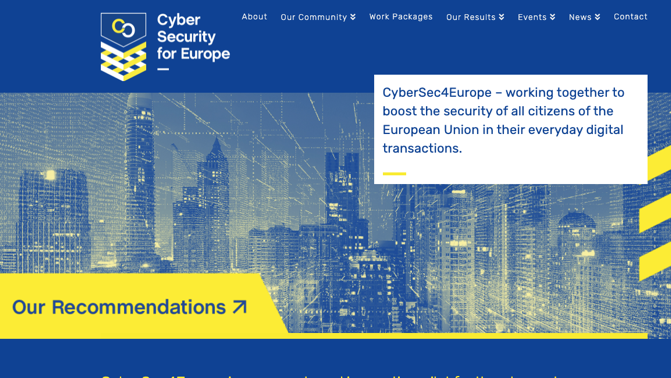 Cyber
Security
for Europe
About
Our Community
Work Packages
Our Results
Events
News
Contact
CyberSec4Europe – working together to
boost the security of all citizens of the
European Union in their everyday digital
transactions.
Our Recommendations